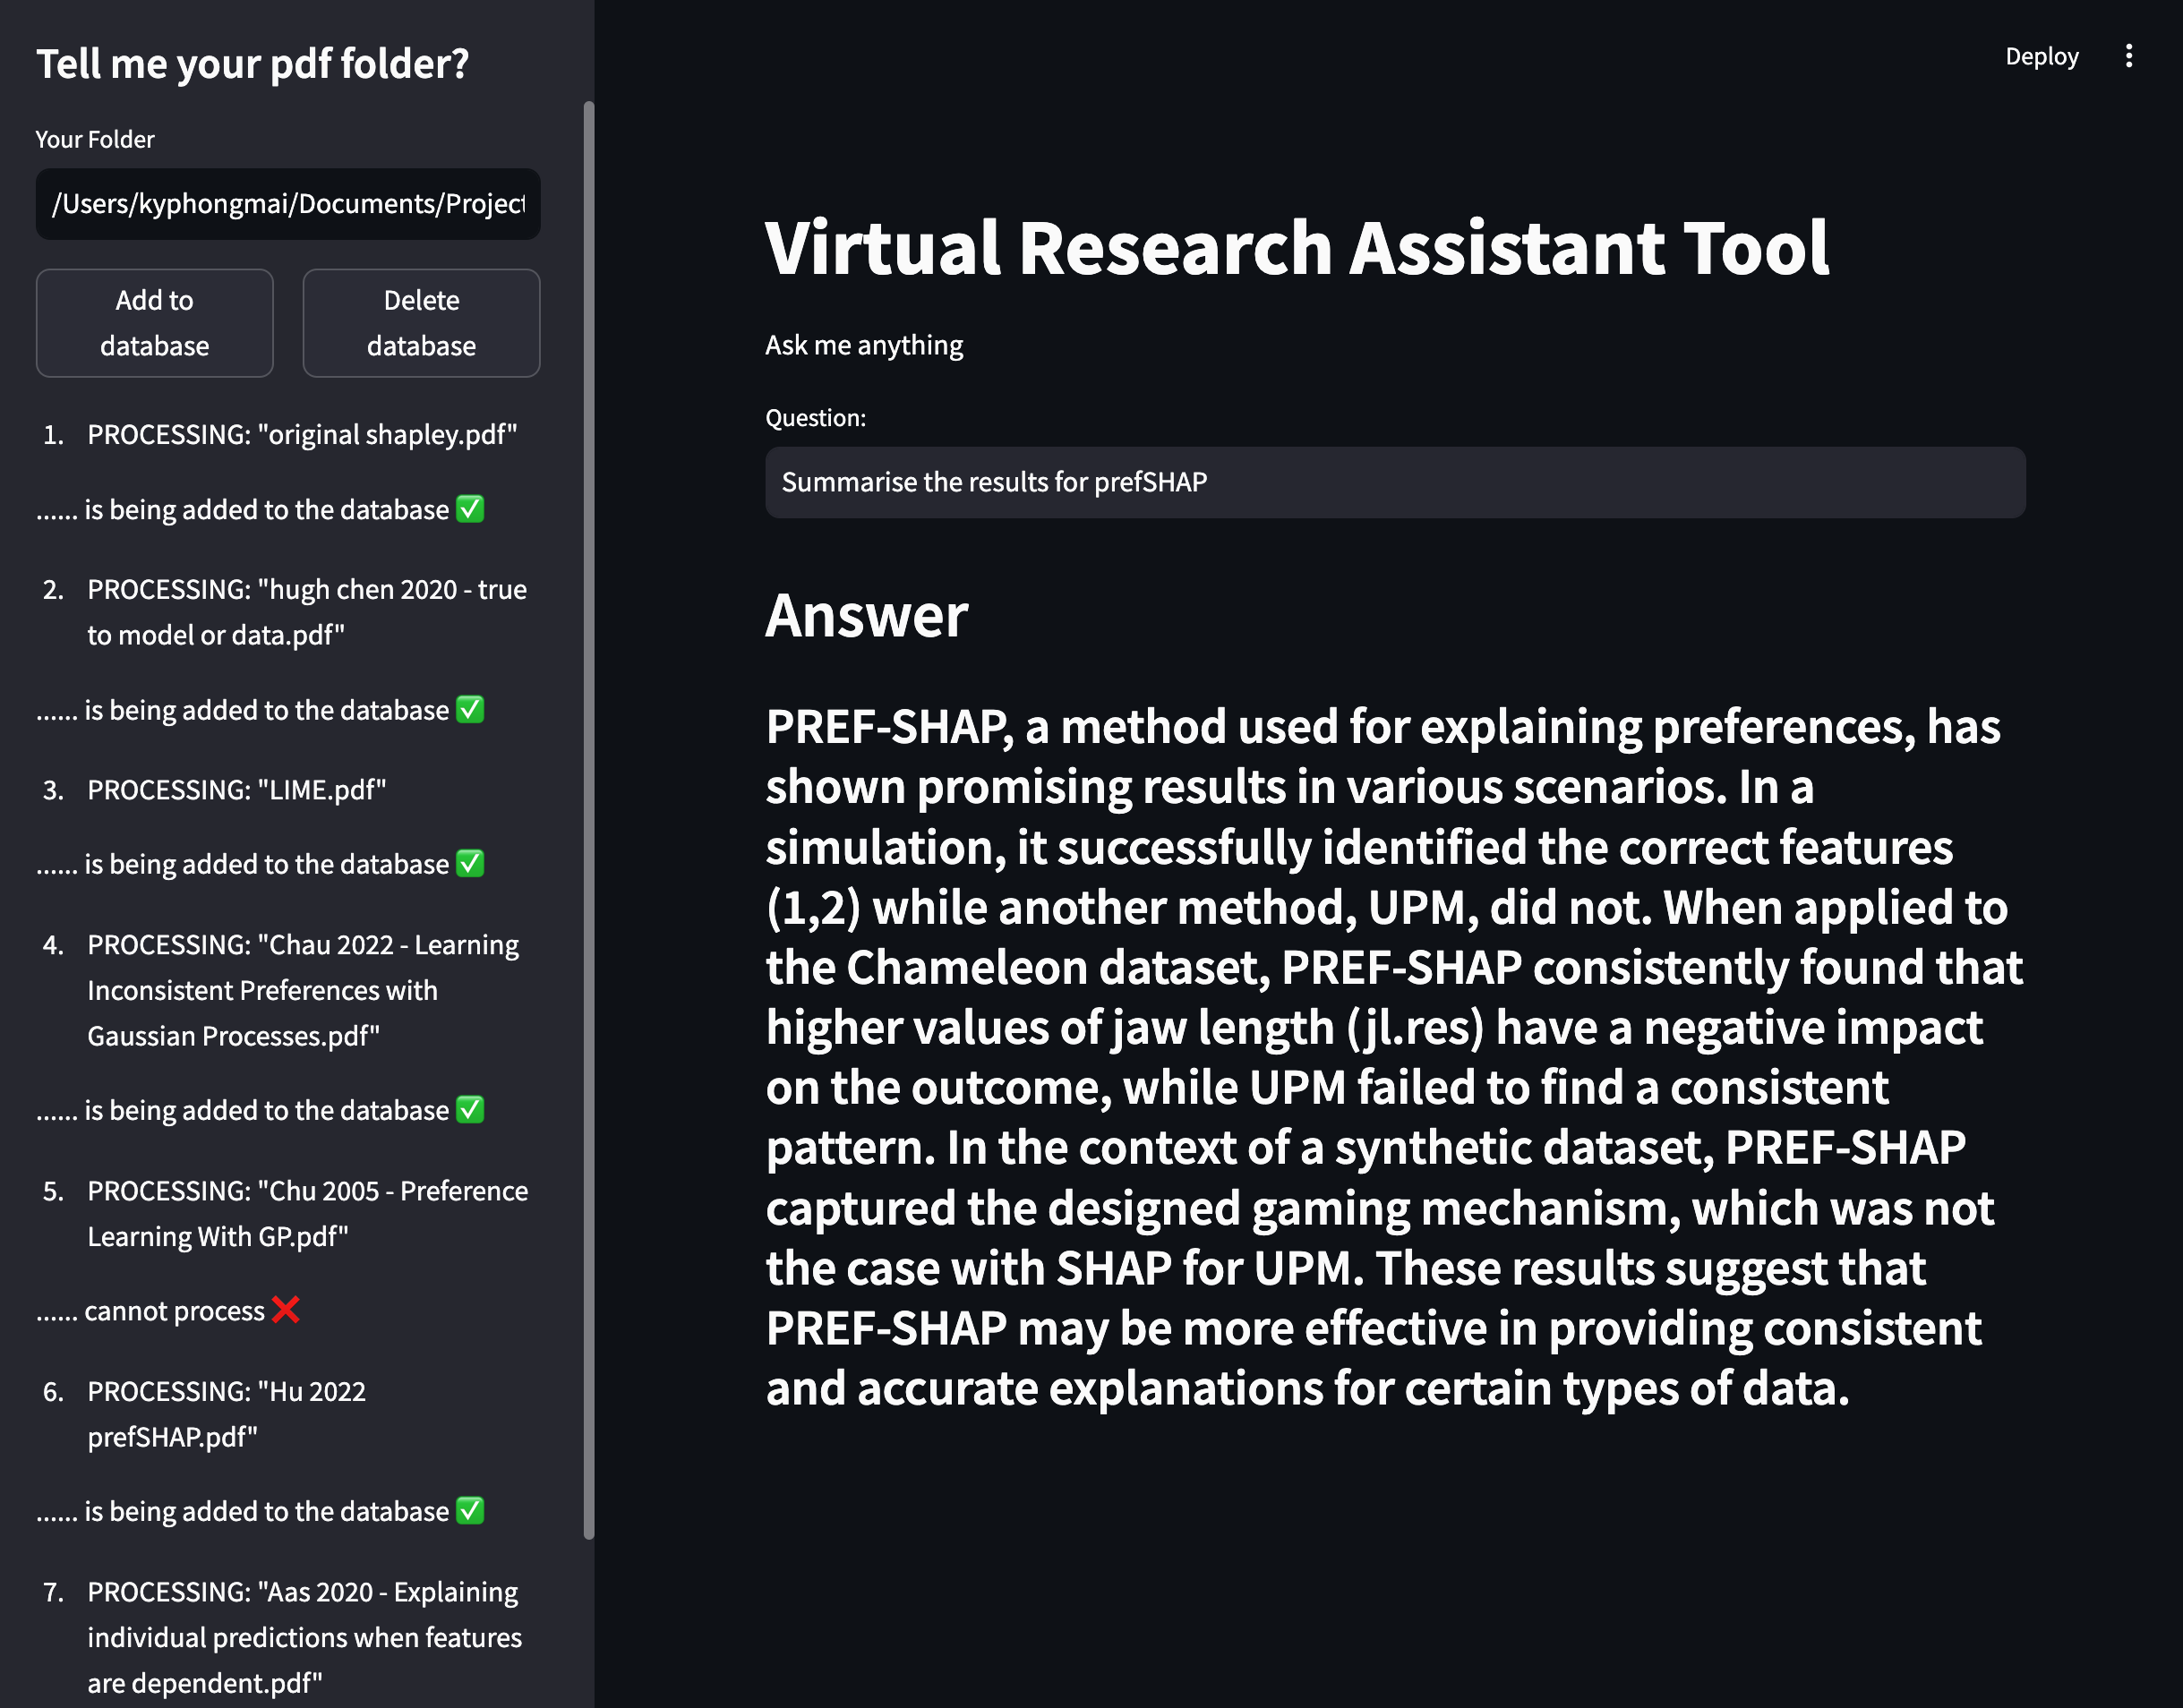 Tell me your pdf folder?
Your Folder
/Users/kyphongmai/Documents/Project
Add to
database
Delete
database
1. PROCESSING: "original shapley.pdf"
...... is being added to the database ✅
2. PROCESSING: "hugh chen 2020 - true
to model or data.pdf"
...... is being added to the database ✅
3. PROCESSING: "LIME.pdf"
...... is being added to the database ✅
4. PROCESSING: "Chau 2022 - Learning
Inconsistent Preferences with
Gaussian Processes.pdf"
...... is being added to the database ✅
5. PROCESSING: "Chu 2005 - Preference
Learning With GP.pdf"
...... cannot process ❌
6. PROCESSING: "Hu 2022
prefSHAP.pdf"
...... is being added to the database ✅
7. PROCESSING: "Aas 2020 - Explaining
individual predictions when features
are dependent.pdf"
Deploy
Virtual Research Assistant Tool
Ask me anything
Question:
Summarise the results for prefSHAP
Answer
PREF-SHAP, a method used for explaining preferences, has
shown promising results in various scenarios. In a
simulation, it successfully identified the correct features
(1,2) while another method, UPM, did not. When applied to
the Chameleon dataset, PREF-SHAP consistently found that
higher values of jaw length (jl.res) have a negative impact
on the outcome, while UPM failed to find a consistent
pattern. In the context of a synthetic dataset, PREF-SHAP
captured the designed gaming mechanism, which was not
the case with SHAP for UPM. These results suggest that
PREF-SHAP may be more effective in providing consistent
and accurate explanations for certain types of data.